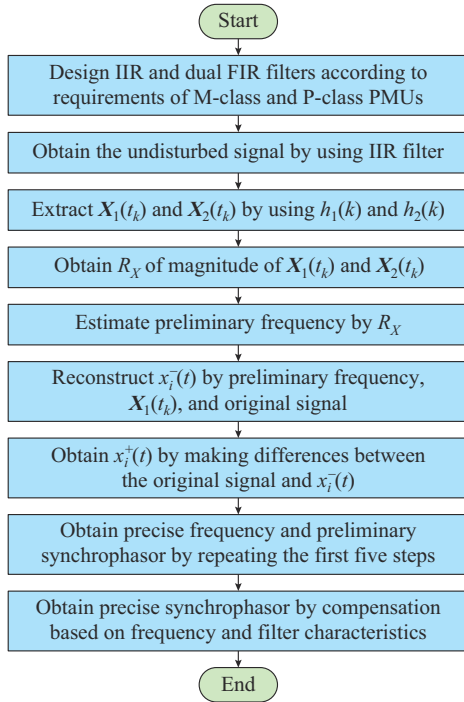 Start
Design IIR and dual FIR filters according to
requirements of M-class and P-class PMUs
Obtain the undisturbed signal by using IIR filter
Extract X₁(tₖ) and X₂(tₖ) by using h₁(k) and h₂(k)
Obtain R_X of magnitude of X₁(tₖ) and X₂(tₖ)
Estimate preliminary frequency by R_X
Reconstruct xᵢ⁻(t) by preliminary frequency,
X₁(tₖ), and original signal
Obtain xᵢ⁺(t) by making differences between
the original signal and xᵢ⁻(t)
Obtain precise frequency and preliminary
synchrophasor by repeating the first five steps
Obtain precise synchrophasor by compensation
based on frequency and filter characteristics
End